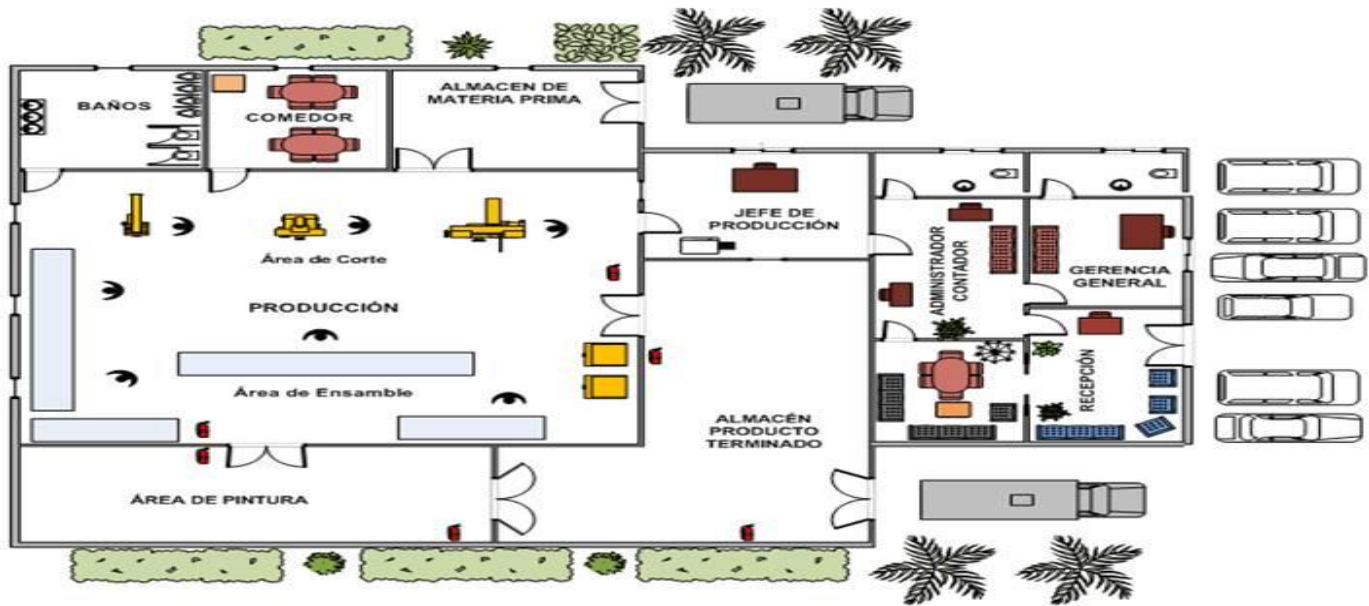 BAÑOS
COMEDOR
ALMACEN DE
MATERIA PRIMA
JEFE DE
PRODUCCIÓN
ADMINISTRADOR
CONTADOR
GERENCIA
GENERAL
Área de Corte
PRODUCCIÓN
Área de Ensamble
RECEPCIÓN
ALMACÉN
PRODUCTO
TERMINADO
ÁREA DE PINTURA